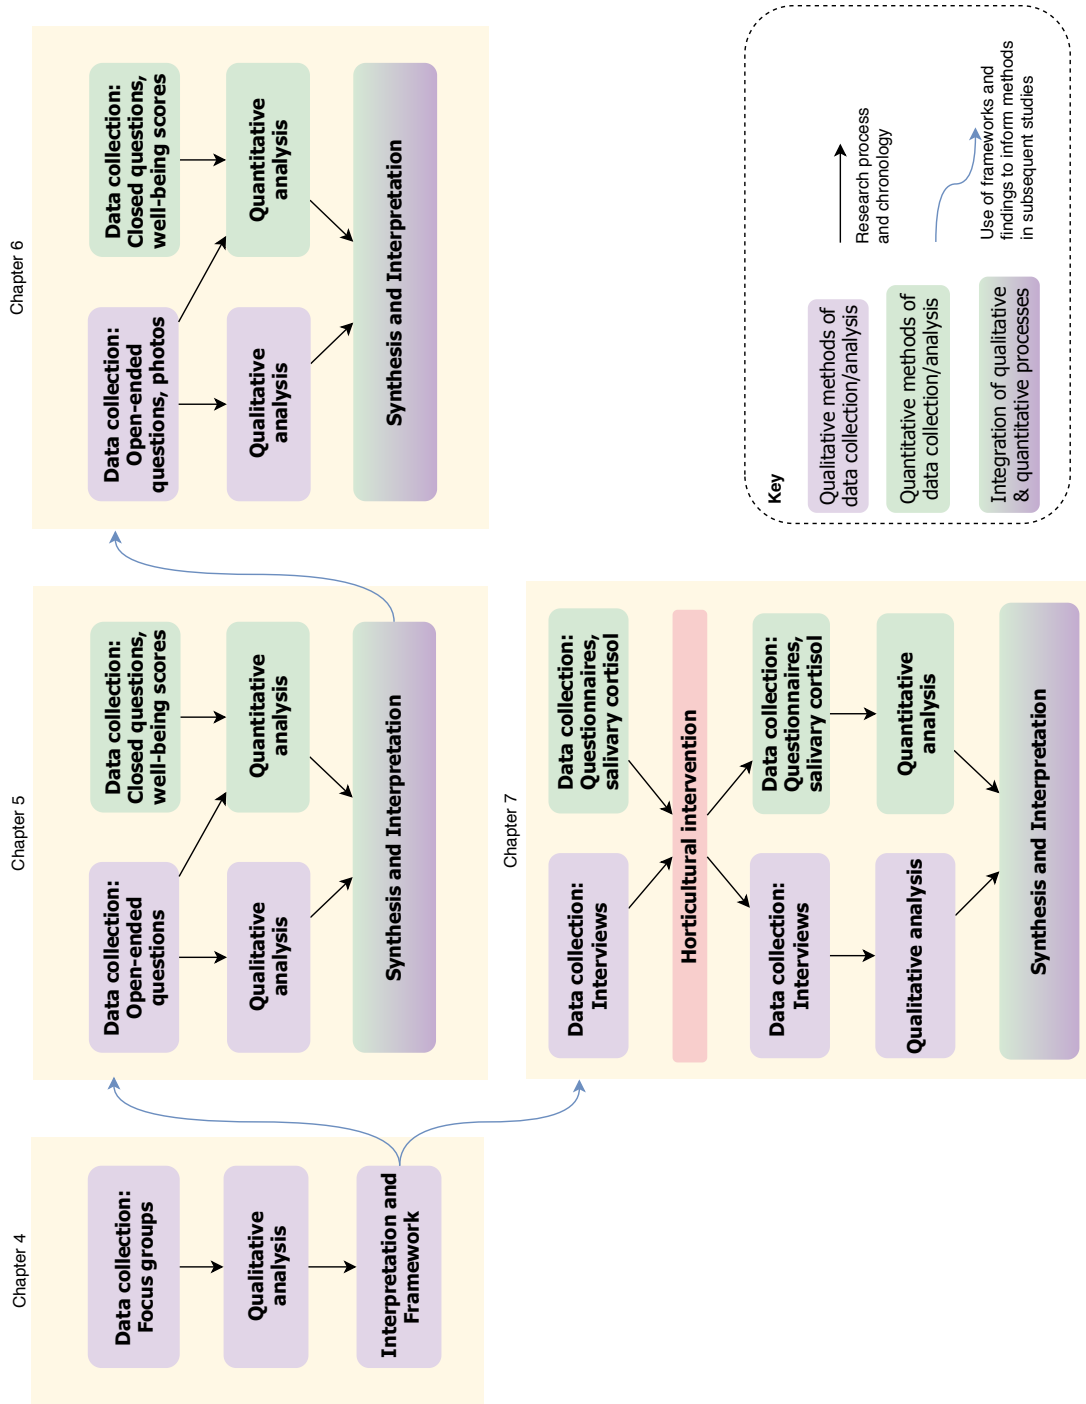 Chapter 4
Data collection:
Focus groups
Qualitative
analysis
Interpretation and
Framework
Chapter 5
Data collection:
Open-ended
questions
Data collection:
Closed questions,
well-being scores
Qualitative
analysis
Quantitative
analysis
Synthesis and Interpretation
Chapter 6
Data collection:
Open-ended
questions, photos
Data collection:
Closed questions,
well-being scores
Qualitative
analysis
Quantitative
analysis
Synthesis and Interpretation
Chapter 7
Data collection:
Interviews
Data collection:
Questionnaires,
salivary cortisol
Horticultural intervention
Data collection:
Interviews
Data collection:
Questionnaires,
salivary cortisol
Qualitative analysis
Quantitative
analysis
Synthesis and Interpretation
Key
Qualitative methods of
data collection/analysis
Quantitative methods of
data collection/analysis
Integration of qualitative
& quantitative processes
Research process
and chronology
Use of frameworks and
findings to inform methods
in subsequent studies